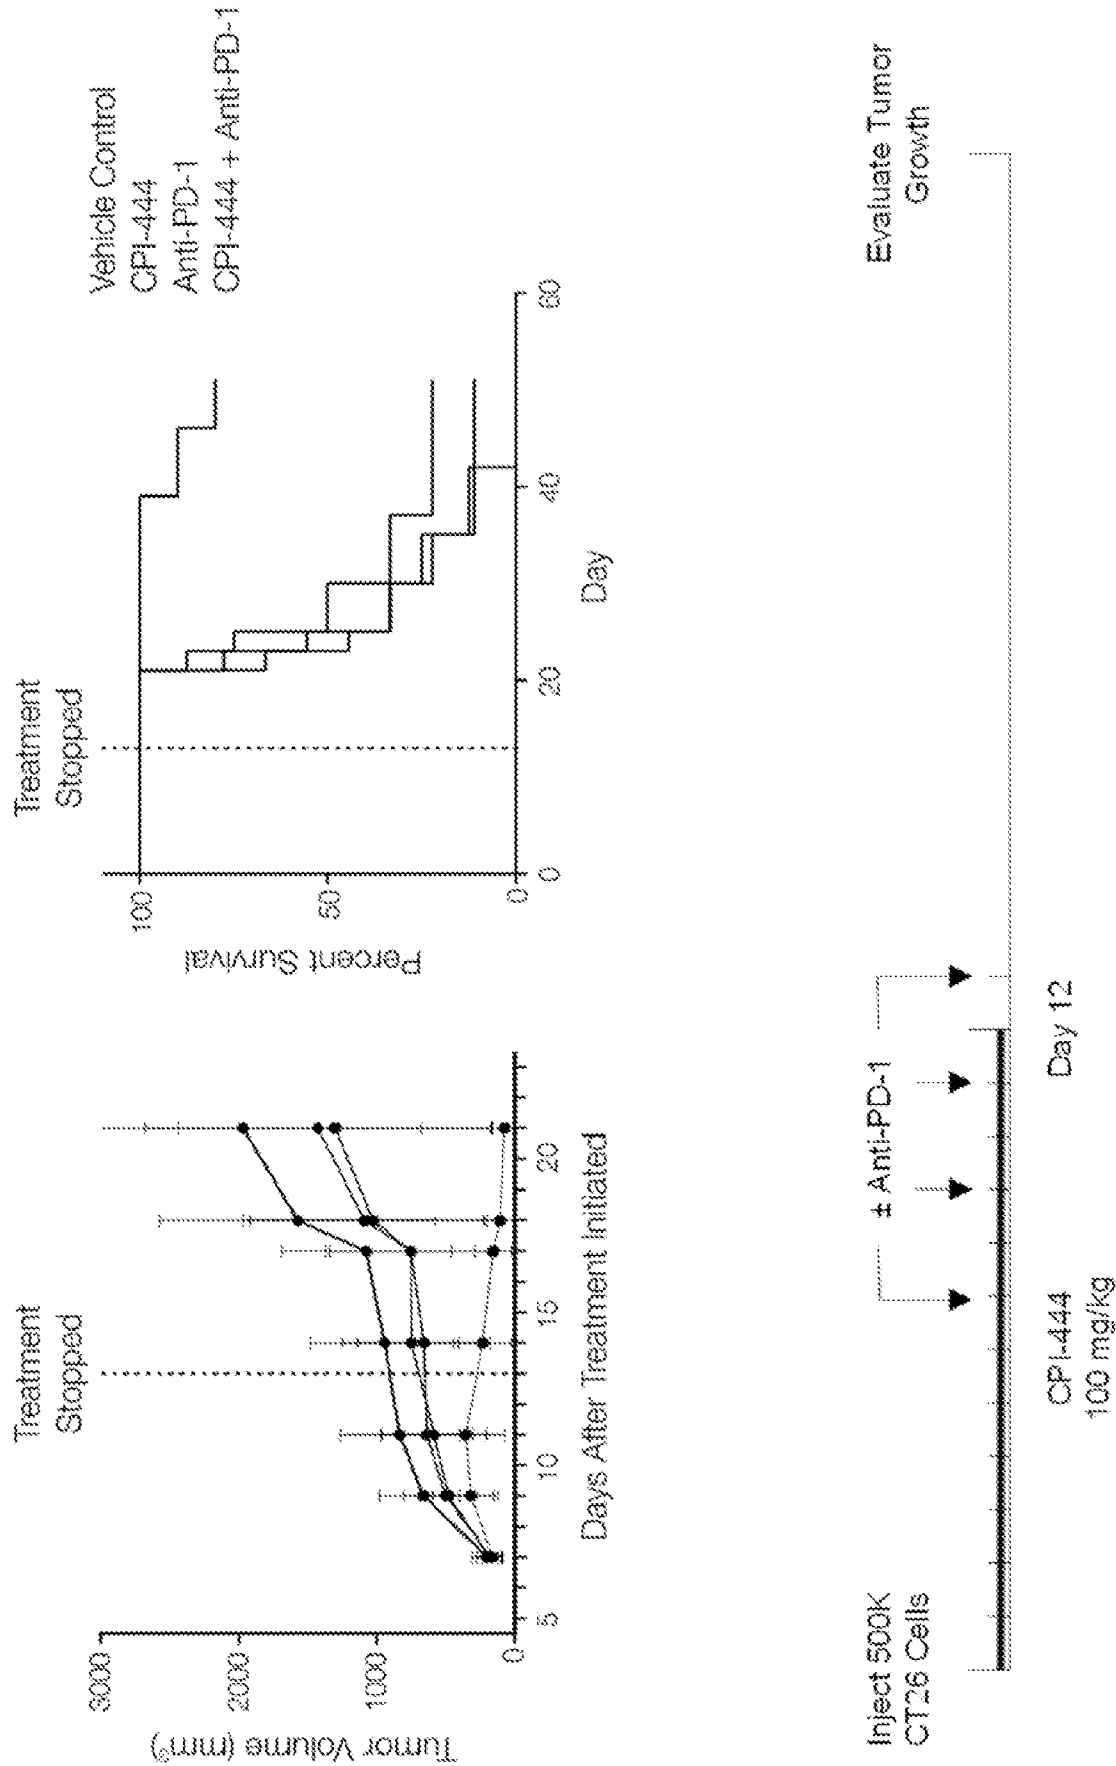 Treatment
Stopped
3000
2000
1000
0
Tumor Volume (mm³)
5
10
15
20
Days After Treatment Initiated
Treatment
Stopped
100
50
0
Percent Survival
0
20
40
60
Day
Vehicle Control
CPI-444
Anti-PD-1
CPI-444 + Anti-PD-1
Inject 500K
CT26 Cells
± Anti-PD-1
Evaluate Tumor
Growth
CPI-444
100 mg/kg
Day 12